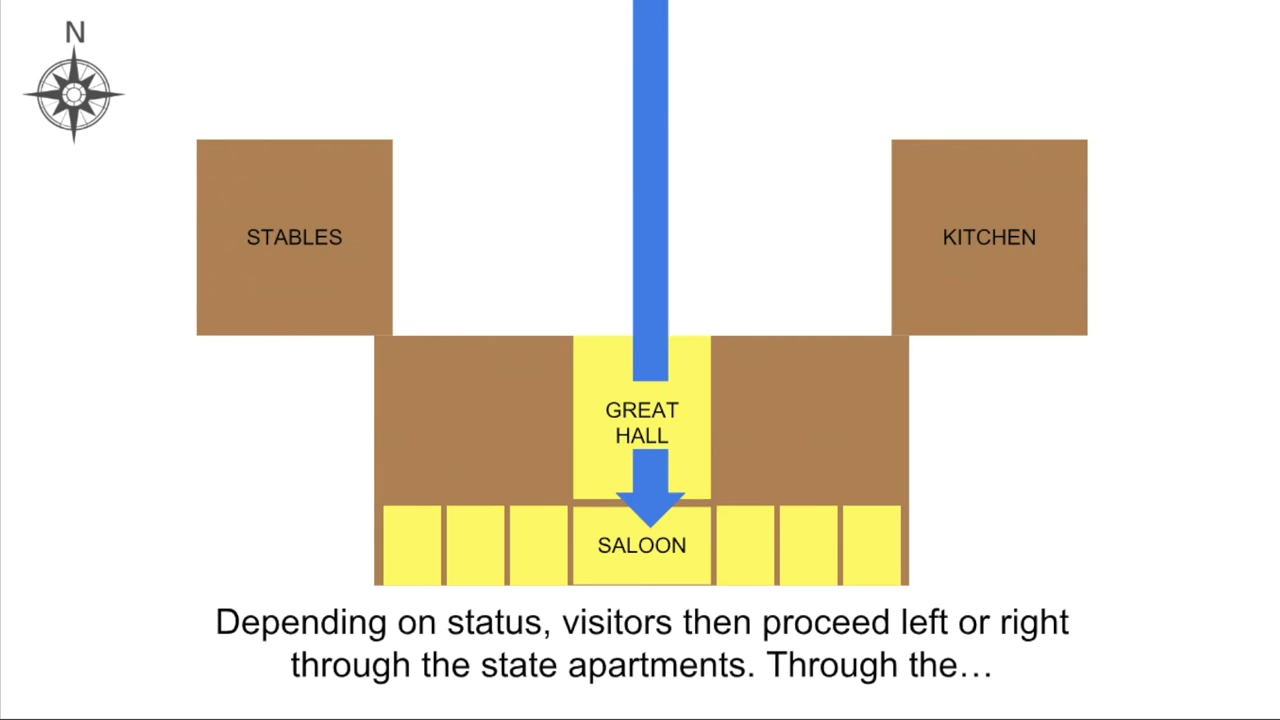 N
STABLES
KITCHEN
GREAT
HALL
SALOON
Depending on status, visitors then proceed left or right
through the state apartments. Through the…